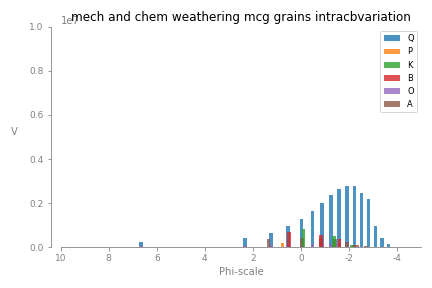 mech and chem weathering mcg grains intracbvariation
1e7
1.0
0.8
0.6
0.4
0.2
0.0
V
10 8 6 4 2 0 -2 -4
Phi-scale
Q
P
K
B
O
A